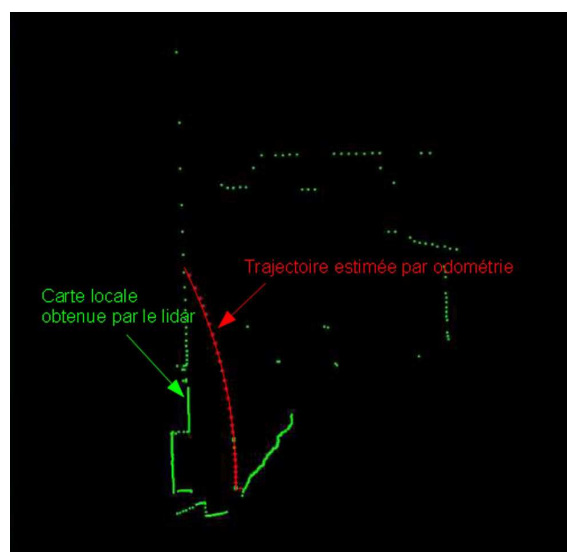 Trajectoire estimée par odométrie
Carte locale
obtenue par le lidar